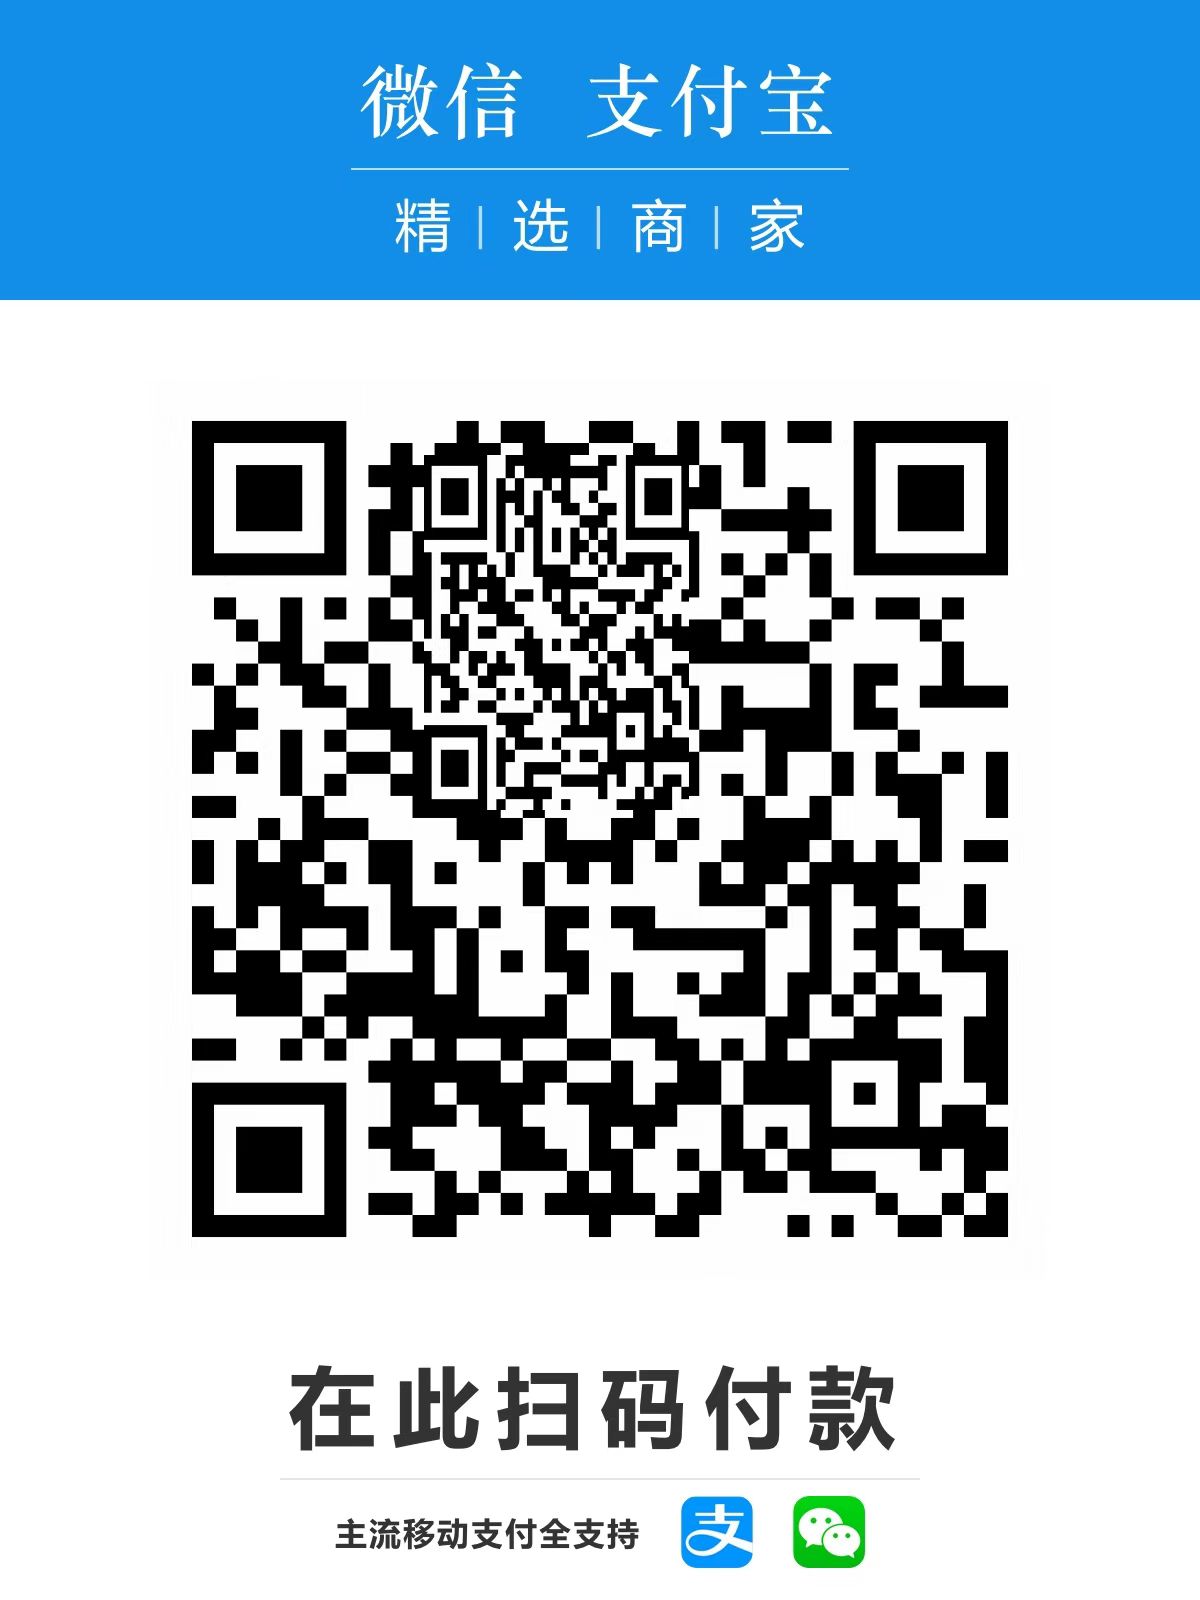 微信 支付宝
精选商家
在此扫码付款
主流移动支付全支持 支